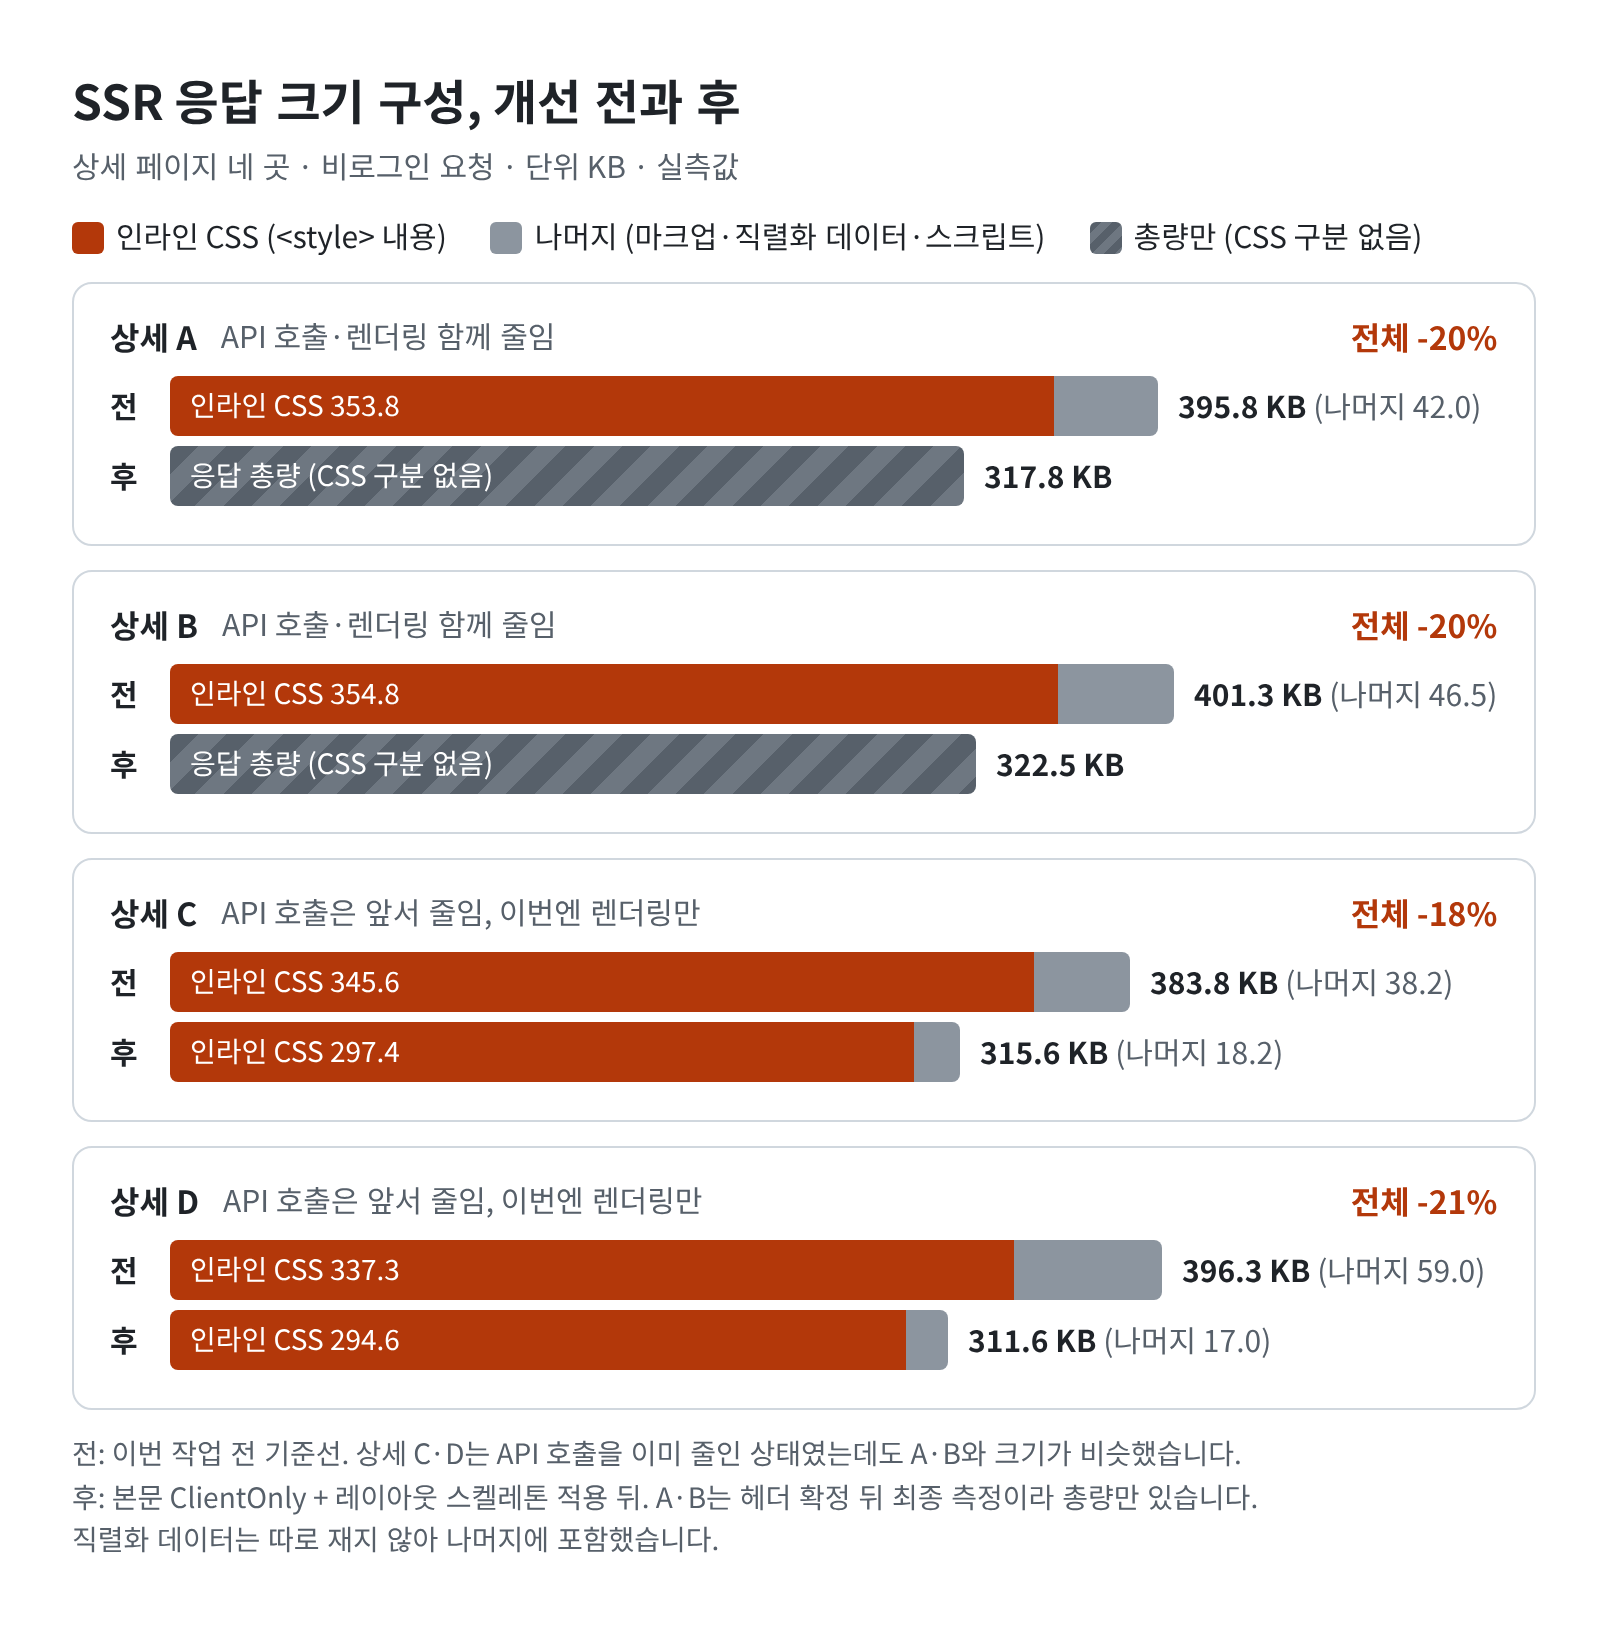 SSR 응답 크기 구성, 개선 전과 후
상세 페이지 네 곳 · 비로그인 요청 · 단위 KB · 실측값
인라인 CSS (<style> 내용) 나머지 (마크업·직렬화 데이터·스크립트) 총량만 (CSS 구분 없음)
상세 A API 호출·렌더링 함께 줄임 전체 -20%
전 인라인 CSS 353.8 395.8 KB (나머지 42.0)
후 응답 총량 (CSS 구분 없음) 317.8 KB
상세 B API 호출·렌더링 함께 줄임 전체 -20%
전 인라인 CSS 354.8 401.3 KB (나머지 46.5)
후 응답 총량 (CSS 구분 없음) 322.5 KB
상세 C API 호출은 앞서 줄임, 이번엔 렌더링만 전체 -18%
전 인라인 CSS 345.6 383.8 KB (나머지 38.2)
후 인라인 CSS 297.4 315.6 KB (나머지 18.2)
상세 D API 호출은 앞서 줄임, 이번엔 렌더링만 전체 -21%
전 인라인 CSS 337.3 396.3 KB (나머지 59.0)
후 인라인 CSS 294.6 311.6 KB (나머지 17.0)
전: 이번 작업 전 기준선. 상세 C·D는 API 호출을 이미 줄인 상태였는데도 A·B와 크기가 비슷했습니다.
후: 본문 ClientOnly + 레이아웃 스켈레톤 적용 뒤. A·B는 헤더 확정 뒤 최종 측정이라 총량만 있습니다.
직렬화 데이터는 따로 재지 않아 나머지에 포함했습니다.